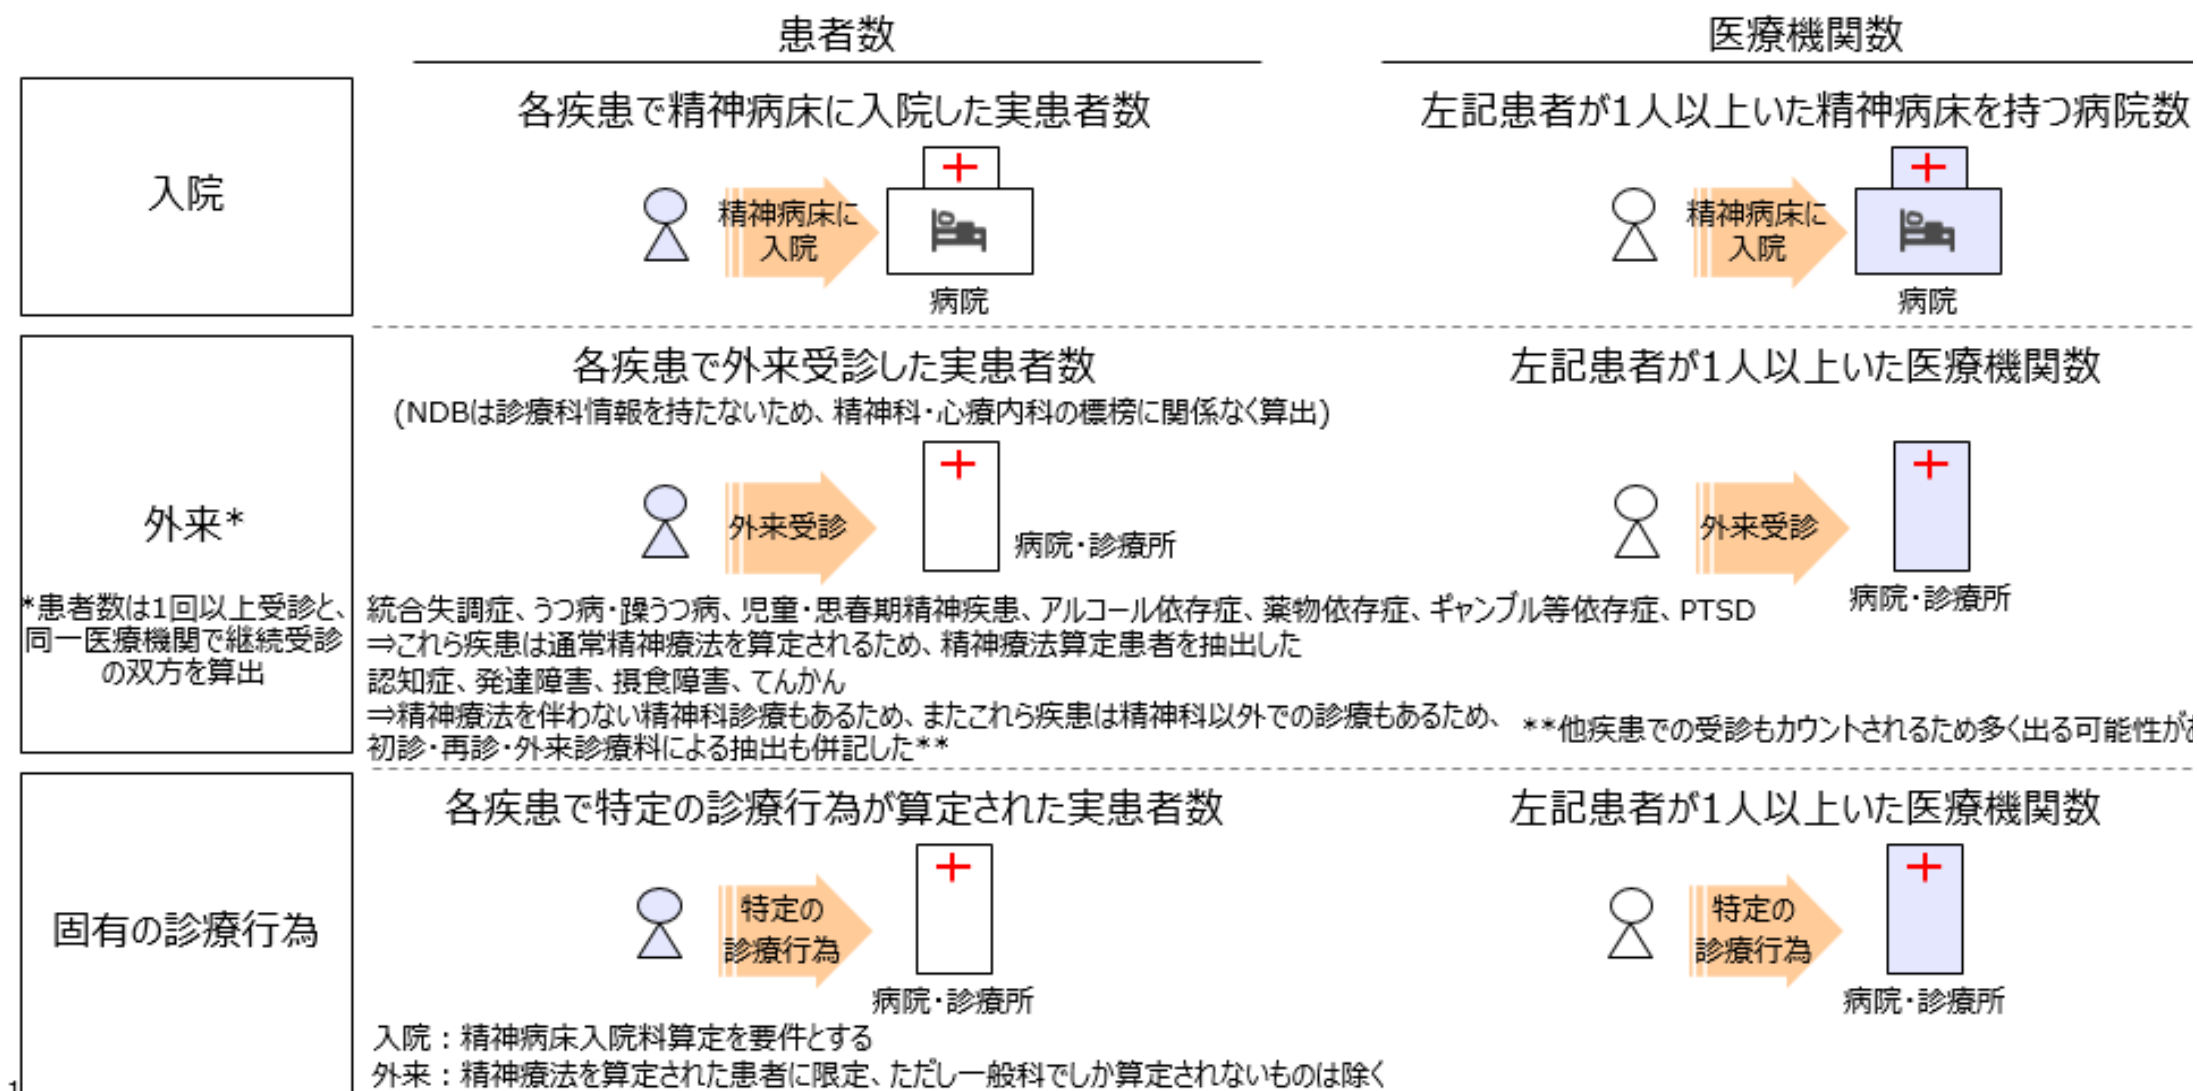 患者数
医療機関数
入院
各疾患で精神病床に入院した実患者数
精神病床に
入院
病院
左記患者が1人以上いた精神病床を持つ病院数
精神病床に
入院
病院
外来*
*患者数は1回以上受診と、
同一医療機関で継続受診
の双方を算出
各疾患で外来受診した実患者数
(NDBは診療科情報を持たないため、精神科・心療内科の標榜に関係なく算出)
外来受診
病院・診療所
左記患者が1人以上いた医療機関数
外来受診
病院・診療所
統合失調症、うつ病・躁うつ病、児童・思春期精神疾患、アルコール依存症、薬物依存症、ギャンブル等依存症、PTSD
⇒これら疾患は通常精神療法を算定されるため、精神療法算定患者を抽出した
認知症、発達障害、摂食障害、てんかん
⇒精神療法を伴わない精神科診療もあるため、またこれら疾患は精神科以外での診療もあるため、
初診・再診・外来診療料による抽出も併記した**
**他疾患での受診もカウントされるため多く出る可能性が
固有の診療行為
各疾患で特定の診療行為が算定された実患者数
特定の
診療行為
病院・診療所
左記患者が1人以上いた医療機関数
特定の
診療行為
病院・診療所
入院：精神病床入院料算定を要件とする
外来：精神療法を算定された患者に限定、ただし一般科でしか算定されないものは除く